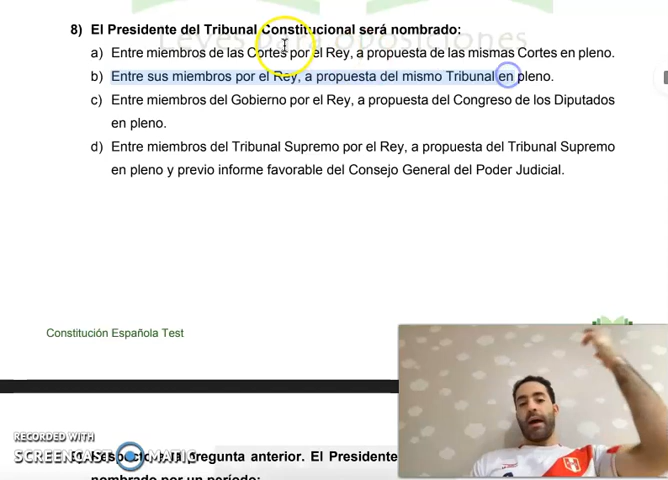 Leyes para oposiciones
8) El Presidente del Tribunal Constitucional será nombrado:
a) Entre miembros de las Cortes por el Rey, a propuesta de las mismas Cortes en pleno.
b) Entre sus miembros por el Rey, a propuesta del mismo Tribunal en pleno.
c) Entre miembros del Gobierno por el Rey, a propuesta del Congreso de los Diputados
en pleno.
d) Entre miembros del Tribunal Supremo por el Rey, a propuesta del Tribunal Supremo
en pleno y previo informe favorable del Consejo General del Poder Judicial.
Constitución Española Test
RECORDED WITH
SCREENCAST MATIC
pregunta anterior. El Presidente
nombrado por un período: